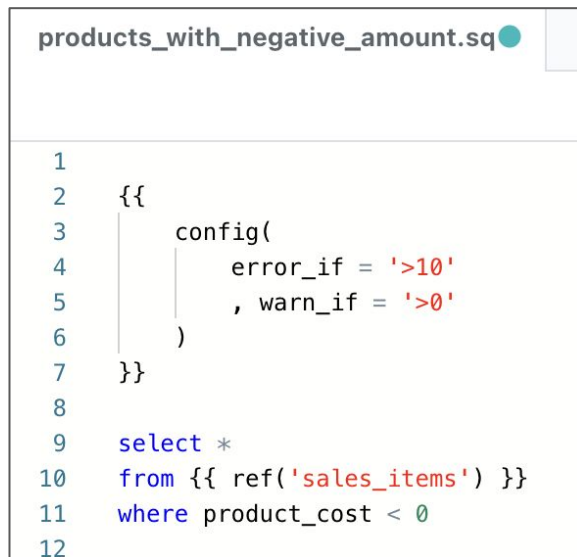 products_with_negative_amount.sq
1
2 {{
3 config(
4 error_if = '>10'
5 , warn_if = '>0'
6 )
7 }}
8
9 select *
10 from {{ ref('sales_items') }}
11 where product_cost < 0
12